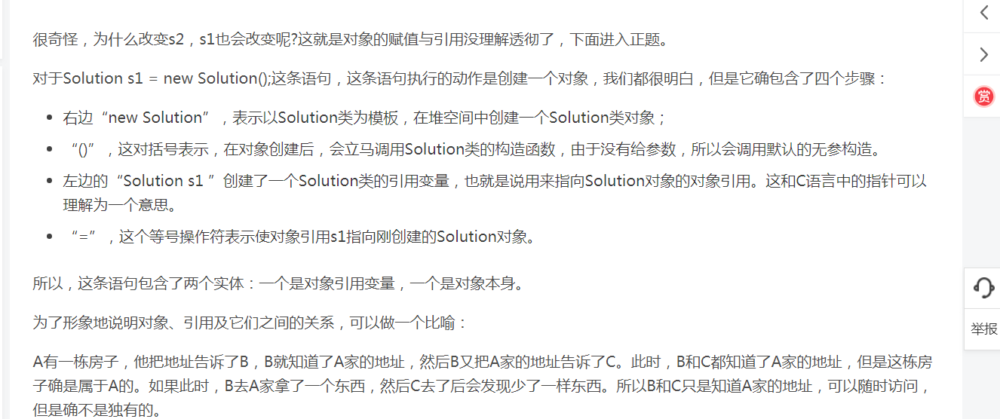 很奇怪，为什么改变s2，s1也会改变呢?这就是对象的赋值与引用没理解透彻了，下面进入正题。
对于Solution s1 = new Solution();这条语句，这条语句执行的动作是创建一个对象，我们都很明白，但是它确包含了四个步骤：
右边“new Solution”，表示以Solution类为模板，在堆空间中创建一个Solution类对象；
“()”，这对括号表示，在对象创建后，会立马调用Solution类的构造函数，由于没有给参数，所以会调用默认的无参构造。
左边的“Solution s1 ”创建了一个Solution类的引用变量，也就是说用来指向Solution对象的对象引用。这和C语言中的指针可以
理解为一个意思。
“=”，这个等号操作符表示使对象引用s1指向刚创建的Solution对象。
所以，这条语句包含了两个实体：一个是对象引用变量，一个是对象本身。
为了形象地说明对象、引用及它们之间的关系，可以做一个比喻：
A有一栋房子，他把地址告诉了B，B就知道了A家的地址，然后B又把A家的地址告诉了C。此时，B和C都知道了A家的地址，但是这栋房
子确是属于A的。如果此时，B去A家拿了一个东西，然后C去了后会发现少了一样东西。所以B和C只是知道A家的地址，可以随时访问，
但是确不是独有的。
赏
举报